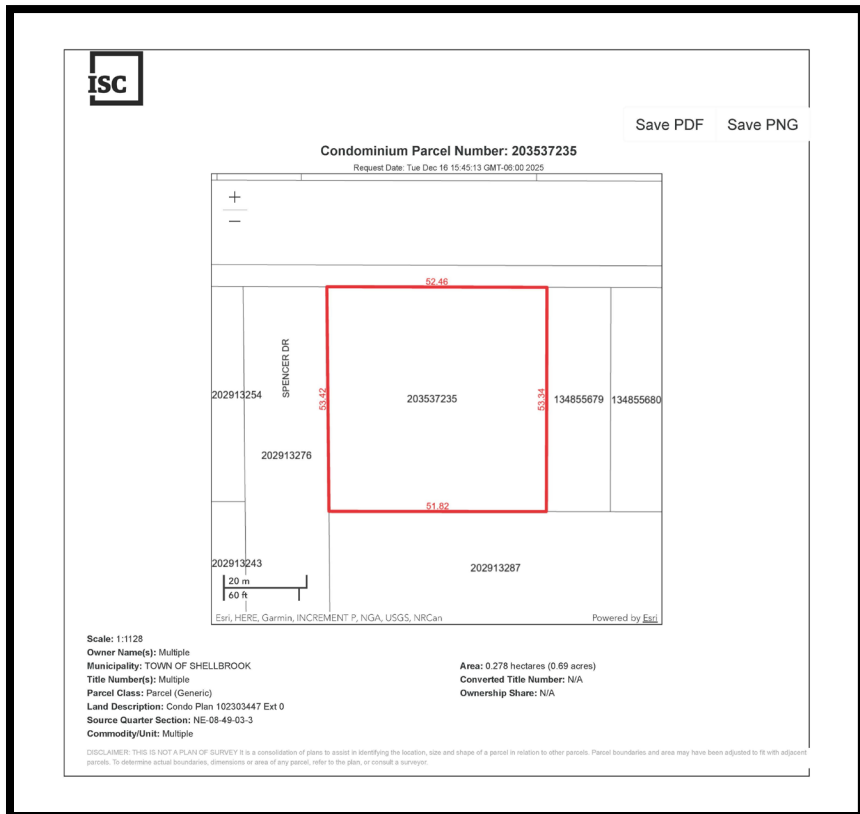 ISC
Save PDF Save PNG
Condominium Parcel Number: 203537235
Request Date: Tue Dec 16 15:45:13 GMT-06:00 2025
+
−
52.46
SPENCER DR
202913254
53.42
203537235
53.34
134855679
134855680
202913276
51.82
202913243
202913287
20 m
60 ft
Esri, HERE, Garmin, INCREMENT P, NGA, USGS, NRCan
Powered by Esri
Scale: 1:1128
Owner Name(s): Multiple
Municipality: TOWN OF SHELLBROOK
Title Number(s): Multiple
Parcel Class: Parcel (Generic)
Land Description: Condo Plan 102303447 Ext 0
Source Quarter Section: NE-08-49-03-3
Commodity/Unit: Multiple
Area: 0.278 hectares (0.69 acres)
Converted Title Number: N/A
Ownership Share: N/A
DISCLAIMER: THIS IS NOT A PLAN OF SURVEY It is a consolidation of plans to assist in identifying the location, size and shape of a parcel in relation to other parcels. Parcel boundaries and area may have been adjusted to fit with adjacent
parcels. To determine actual boundaries, dimensions or area of any parcel, refer to the plan, or consult a surveyor.